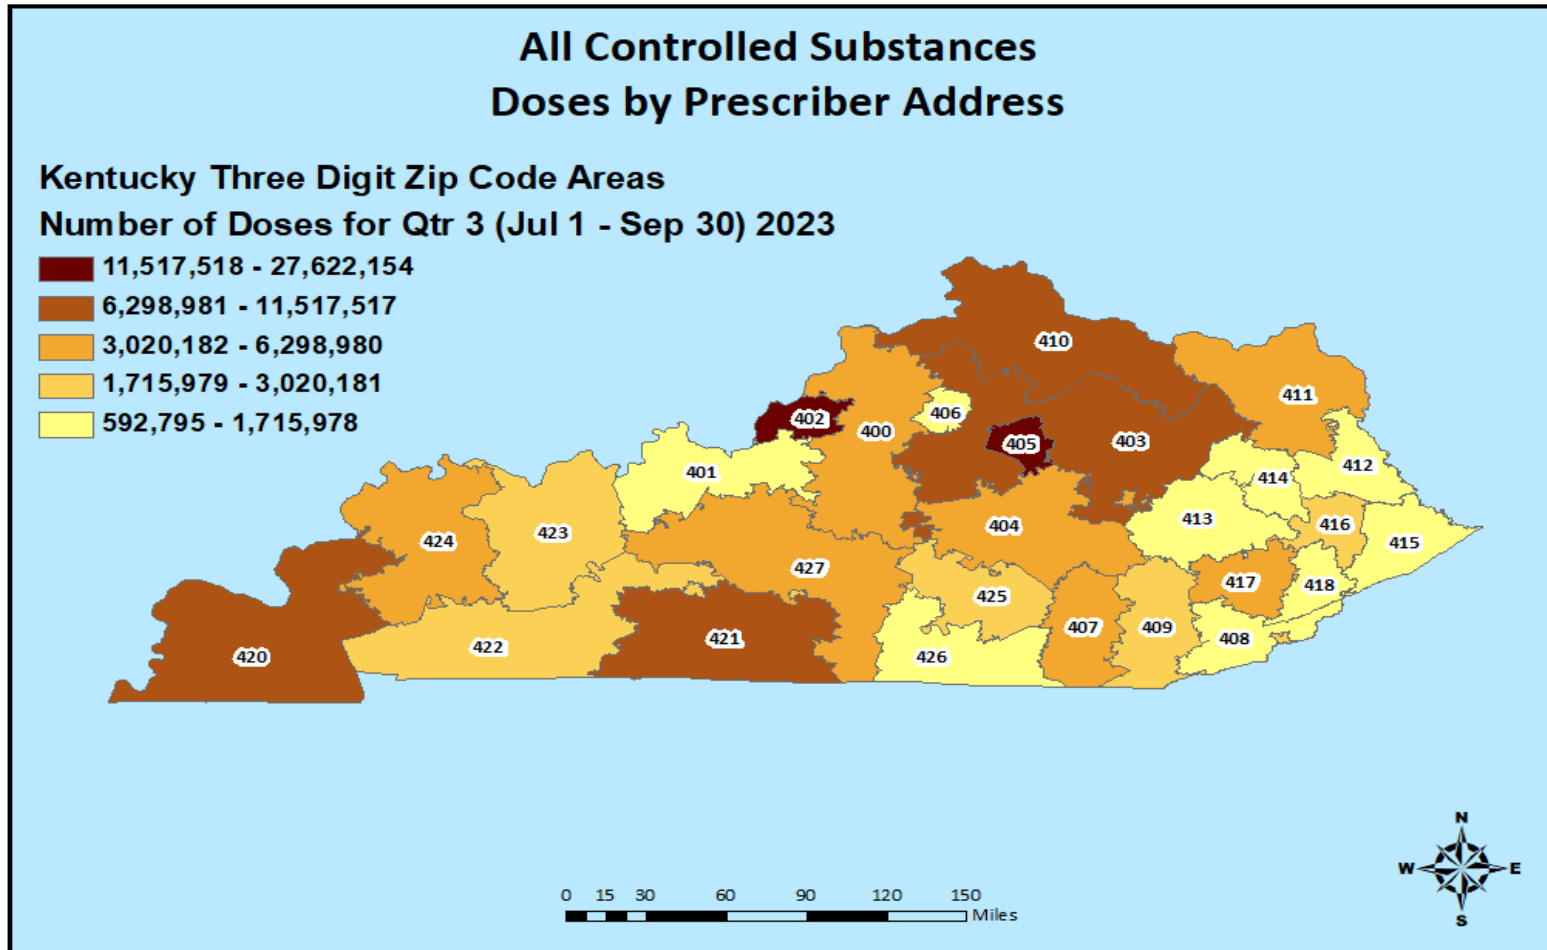 All Controlled Substances
Doses by Prescriber Address
Kentucky Three Digit Zip Code Areas
Number of Doses for Qtr 3 (Jul 1 - Sep 30) 2023
11,517,518 - 27,622,154
6,298,981 - 11,517,517
3,020,182 - 6,298,980
1,715,979 - 3,020,181
592,795 - 1,715,978
410
411
406
402
400
405
403
412
401
414
413
416
415
424
423
404
427
417
418
425
407
409
408
421
422
426
420
N
W E
S
0 15 30 60 90 120 150
Miles